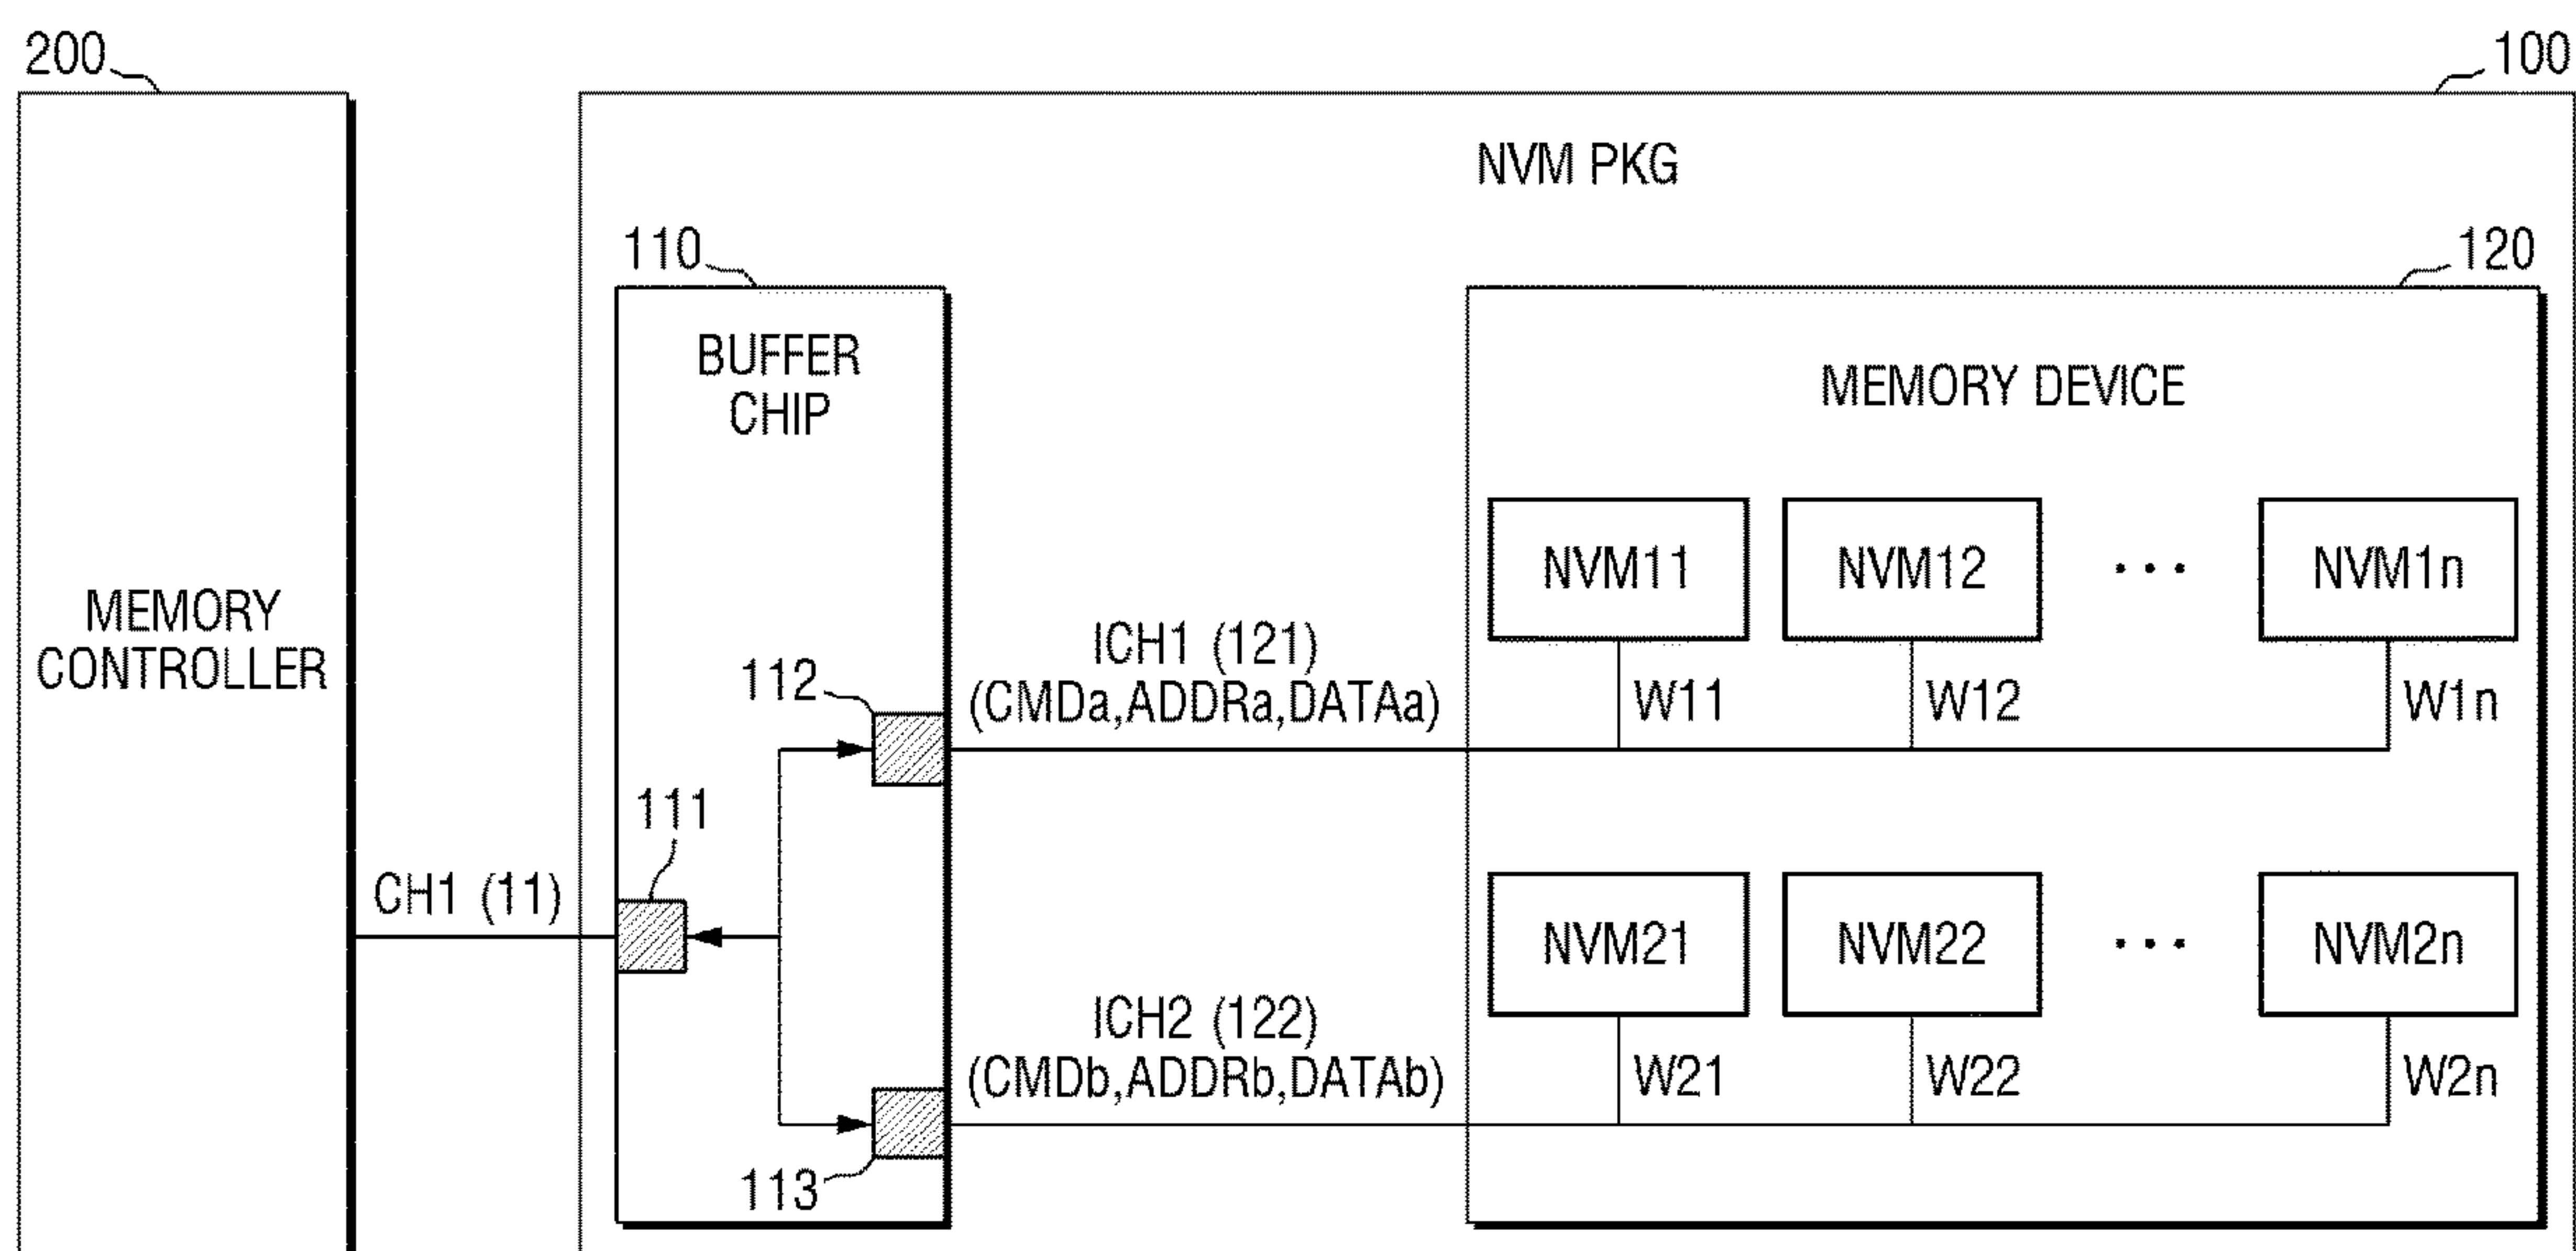 200
100
NVM PKG
110
120
BUFFER
CHIP
MEMORY DEVICE
NVM11
NVM12
...
NVM1n
MEMORY
CONTROLLER
ICH1 (121)
(CMDa,ADDRa,DATAa)
112
W11
W12
W1n
111
CH1 (11)
NVM21
NVM22
...
NVM2n
ICH2 (122)
(CMDb,ADDRb,DATAb)
W21
W22
W2n
113